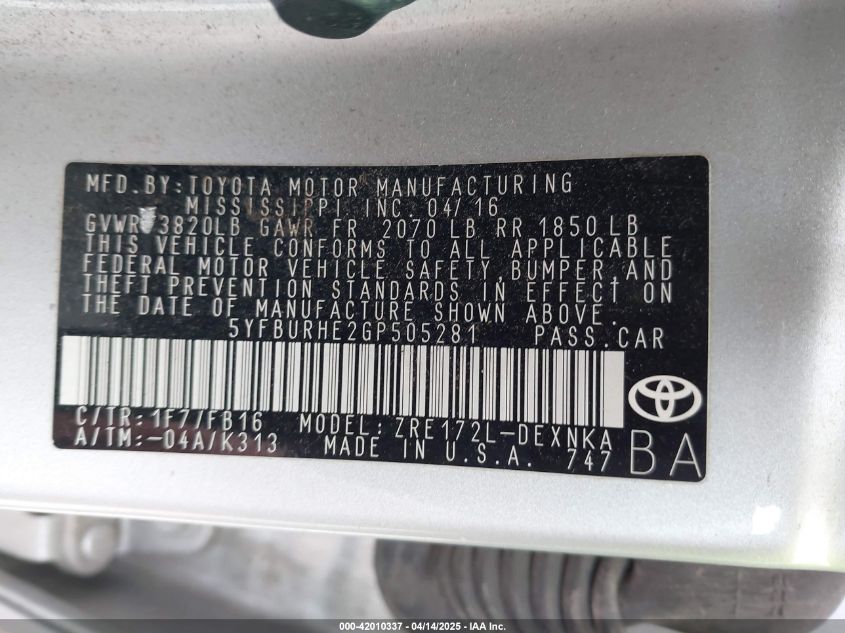 MFD. BY: TOYOTA MOTOR MANUFACTURING
MISSISSIPPI, INC. 04/16
GVWR 3820LB GAWR FR 2070 LB RR 1850 LB
THIS VEHICLE CONFORMS TO ALL APPLICABLE
FEDERAL MOTOR VEHICLE SAFETY, BUMPER, AND
THEFT PREVENTION STANDARDS IN EFFECT ON
THE DATE OF MANUFACTURE SHOWN ABOVE.
5YFBURHE2GP505281 PASS. CAR
C/TR: 1F7/FB16 MODEL: ZRE172L-DEXNKA
A/TM:-04A/K313 MADE IN U.S.A. 747
BA
000-42010337 - 04/14/2025 - IAA Inc.